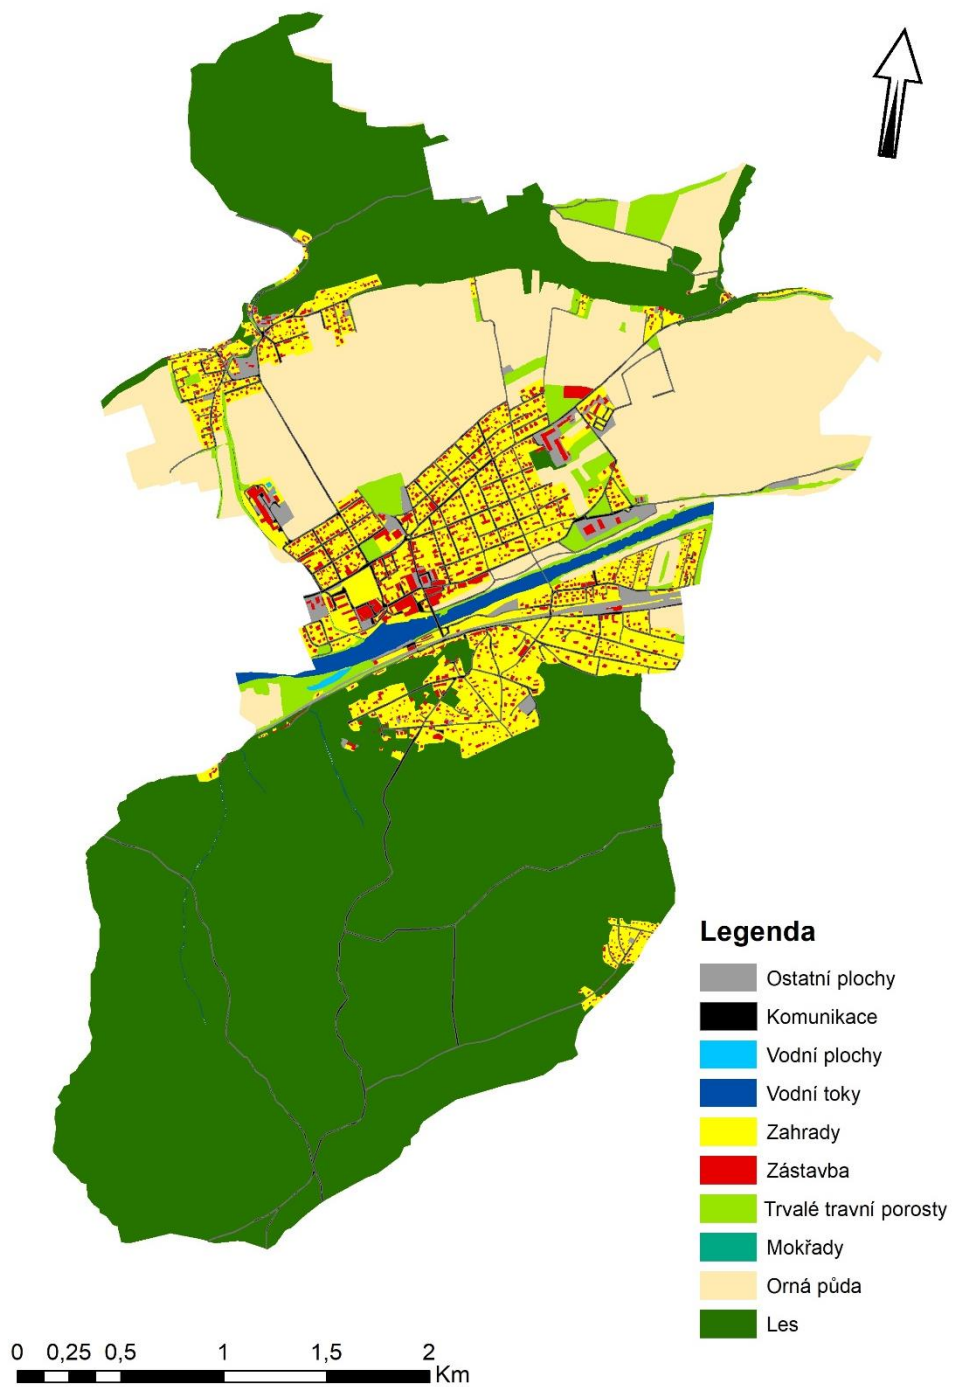 Legenda
Ostatní plochy
Komunikace
Vodní plochy
Vodní toky
Zahrady
Zástavba
Trvalé travní porosty
Mokřady
Orná půda
Les
0 0,25 0,5 1 1,5 2
Km